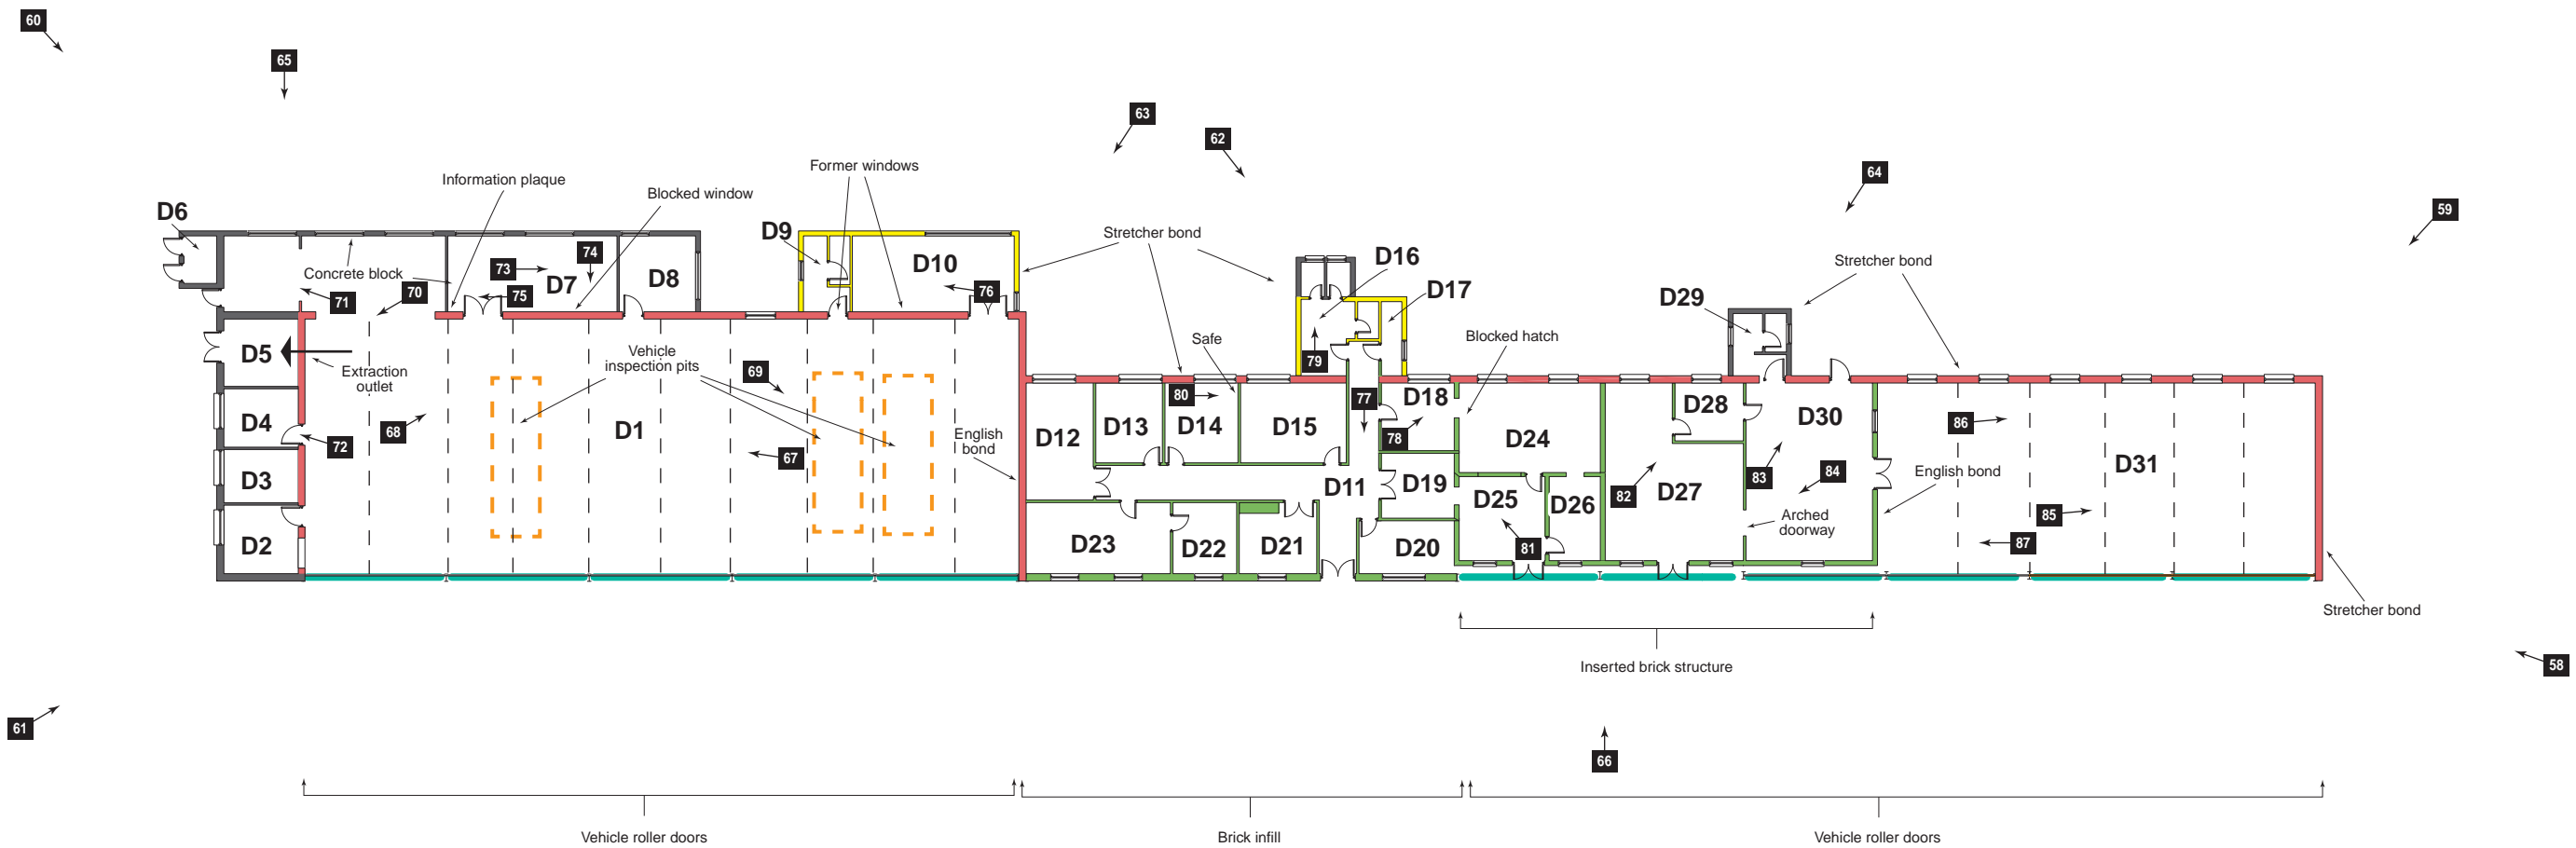 60
65
63
62
64
59
Former windows
Information plaque
Blocked window
D6
D9
Stretcher bond
74
D16
Stretcher bond
Concrete block
73
D7
D8
D10
D17
D29
71
70
75
76
79
Safe
Blocked hatch
D5
Extraction
outlet
Vehicle
inspection pits
69
80
77
D18
D4
68
D1
D12
D13
D14
D15
78
D24
D28
D30
86
72
English
bond
67
D3
D11
D19
D25
D26
82
D27
83
84
English bond
D31
Arched
doorway
85
D2
D23
D22
D21
D20
81
87
Stretcher bond
Inserted brick structure
58
61
66
Vehicle roller doors
Brick infill
Vehicle roller doors